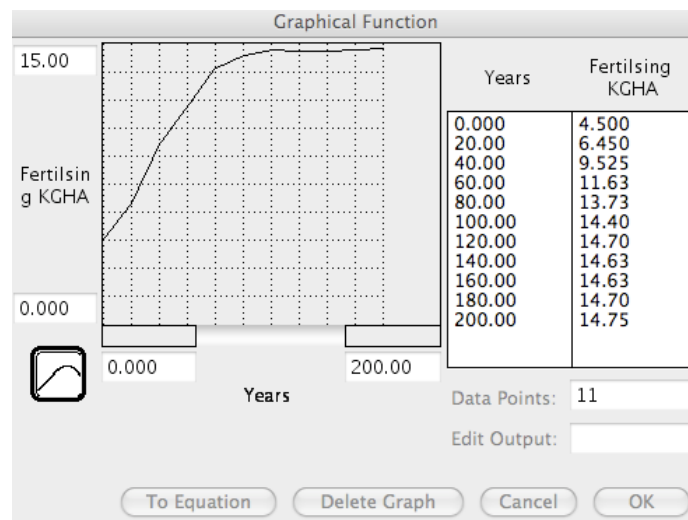 Graphical Function
15.00
Fertilsin
g KGHA
0.000
0.000
200.00
Years
Years
Fertilsing
KGHA
0.000 4.500
20.00 6.450
40.00 9.525
60.00 11.63
80.00 13.73
100.00 14.40
120.00 14.70
140.00 14.63
160.00 14.63
180.00 14.70
200.00 14.75
Data Points: 11
Edit Output:
To Equation
Delete Graph
Cancel
OK